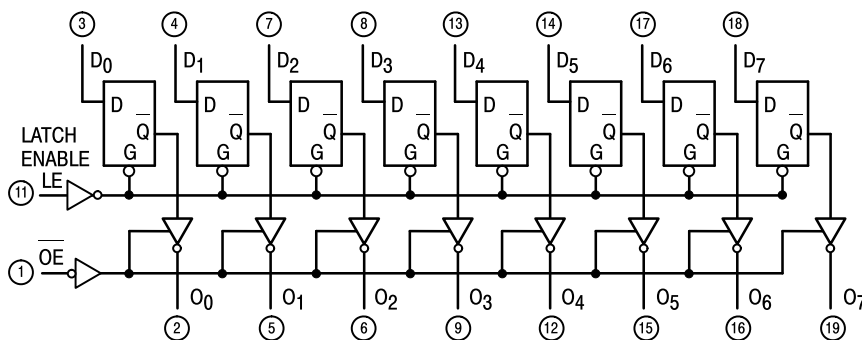 3 4 7 8 13 14 17 18
D0 D1 D2 D3 D4 D5 D6 D7
D D D D D D D D
Q̅ Q̅ Q̅ Q̅ Q̅ Q̅ Q̅ Q̅
LATCH
ENABLE
G G G G G G G G
11 LE
1 O̅E̅
O0 O1 O2 O3 O4 O5 O6 O7
2 5 6 9 12 15 16 19